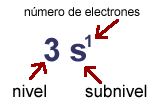 número de electrones
3 s¹
nivel subnivel